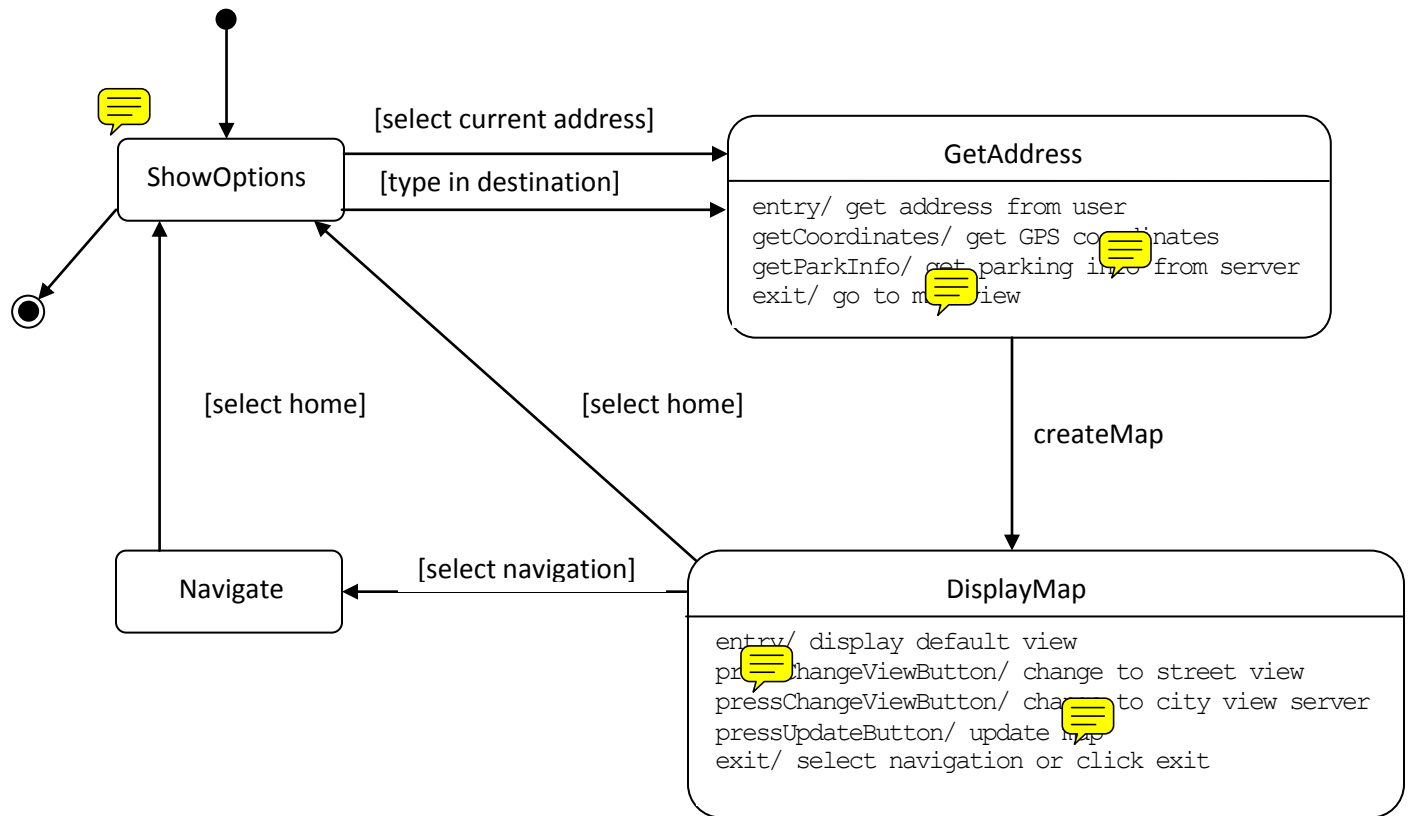 [select current address]
ShowOptions
[type in destination]
GetAddress
entry/ get address from user
getCoordinates/ get GPS
getParkInfo/ get parking from server
exit/ go to
[select home]
[select home]
createMap
Navigate
[select navigation]
DisplayMap
entry/ display default view
change to street view
pressChangeViewButton/ to city view server
pressUpdateButton/ update
exit/ select navigation or click exit